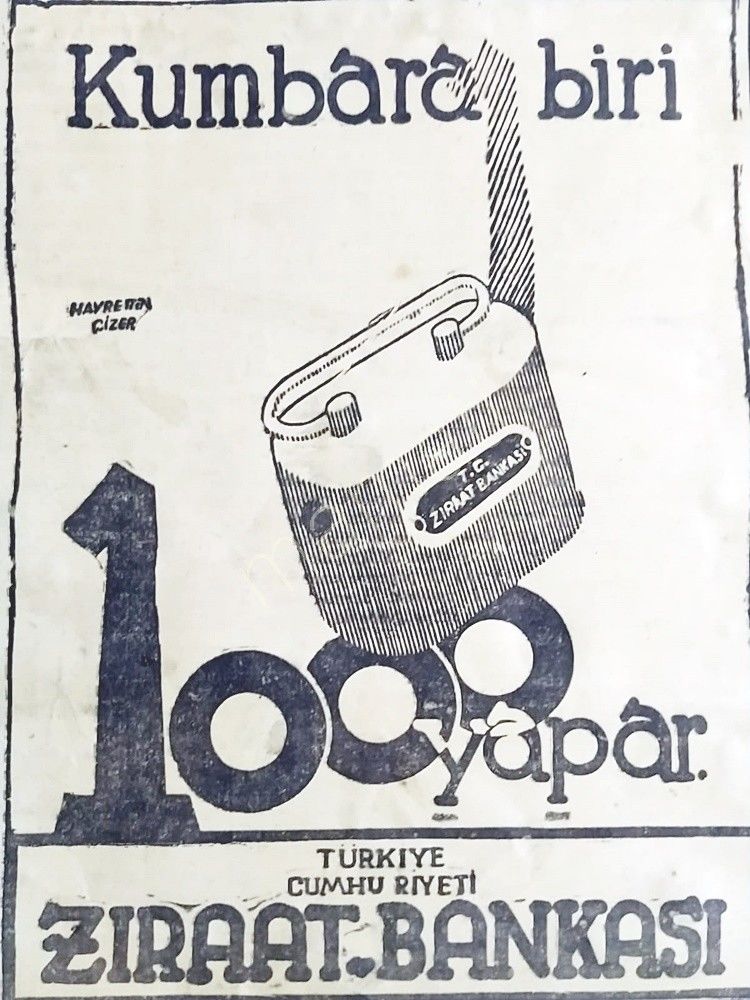 Kumbara biri
HAYRETTİN
ÇİZER
T.C.
ZİRAAT BANKASI
1000
yapar.
TÜRKİYE
CUMHURİYETİ
ZİRAAT.BANKASI